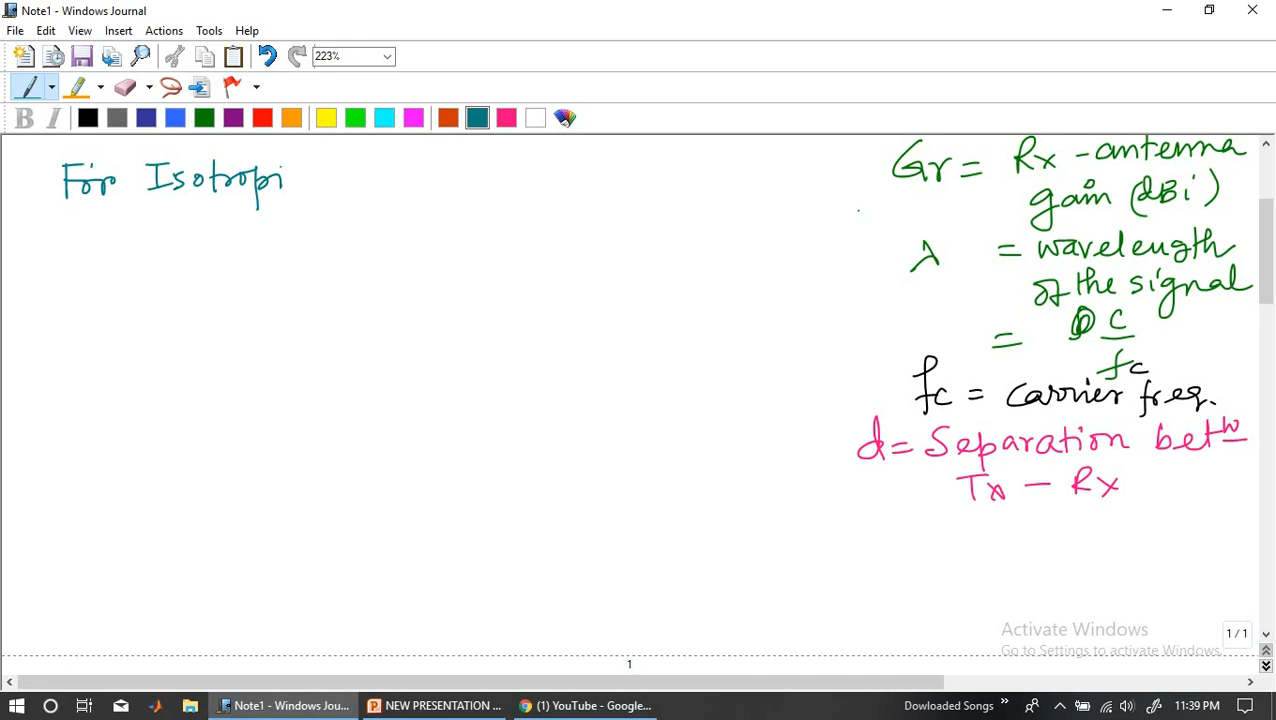 Note1 - Windows Journal
File Edit View Insert Actions Tools Help
223%
B I
For Isotropi
Gr = Rx - antenna
gain (dBi)
λ = wavelength
of the signal
= c
fc
fc = carrier freq.
d = Separation betw
Tx - Rx
Activate Windows
Go to Settings to activate Windows.
1 / 1
1
Note1 - Windows Jou...
NEW PRESENTATION ...
(1) YouTube - Google...
Dowloaded Songs
11:39 PM